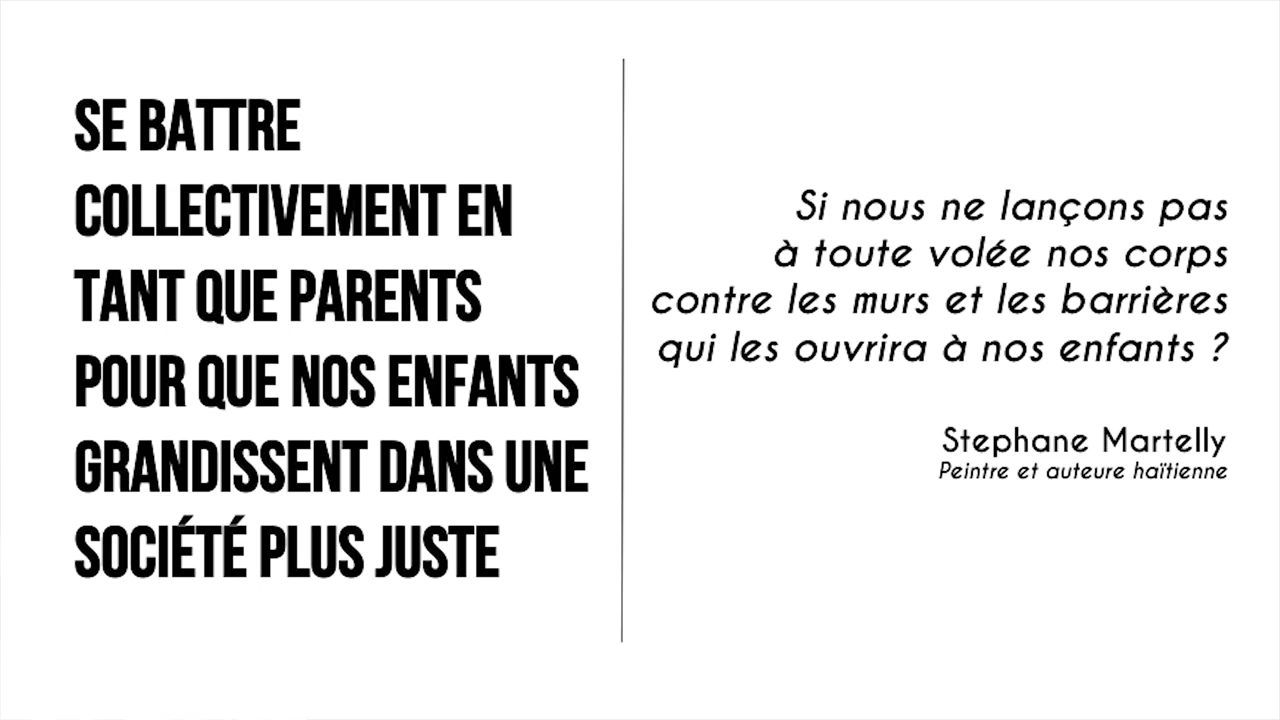 SE BATTRE
COLLECTIVEMENT EN
TANT QUE PARENTS
POUR QUE NOS ENFANTS
GRANDISSENT DANS UNE
SOCIÉTÉ PLUS JUSTE
Si nous ne lançons pas
à toute volée nos corps
contre les murs et les barrières
qui les ouvrira à nos enfants ?
Stephane Martelly
Peintre et auteure haïtienne